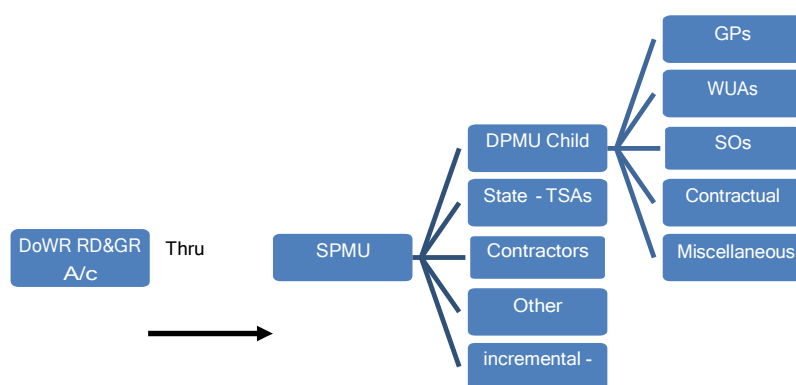 DoWR RD&GR
A/c
Thru
SPMU
DPMU Child
State - TSAs
Contractors
Other
incremental -
GPs
WUAs
SOs
Contractual
Miscellaneous